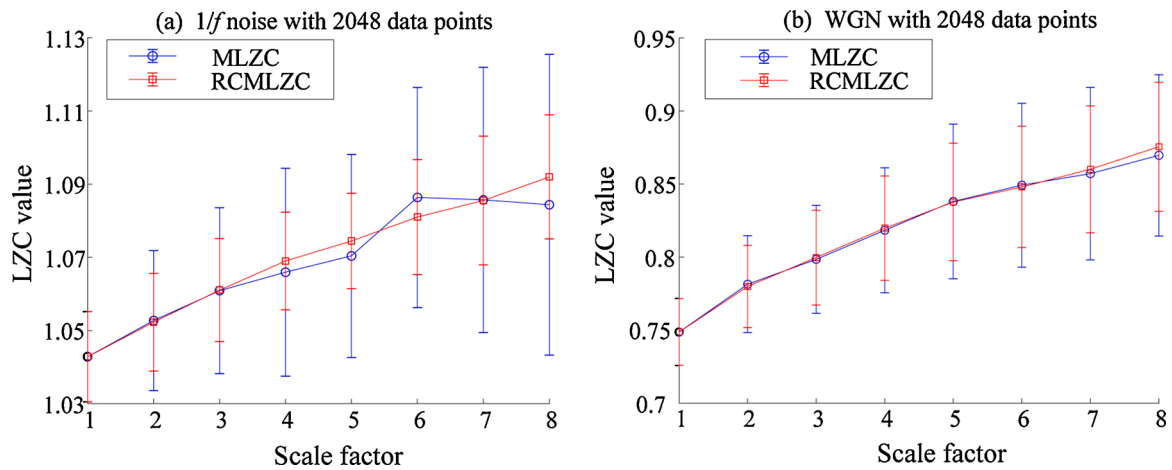 (a) 1/f noise with 2048 data points
1.13
1.11
1.09
1.07
1.05
1.03
LZC value
MLZC
RCMLZC
1 2 3 4 5 6 7 8
Scale factor
(b) WGN with 2048 data points
0.95
0.9
0.85
0.8
0.75
0.7
LZC value
MLZC
RCMLZC
1 2 3 4 5 6 7 8
Scale factor